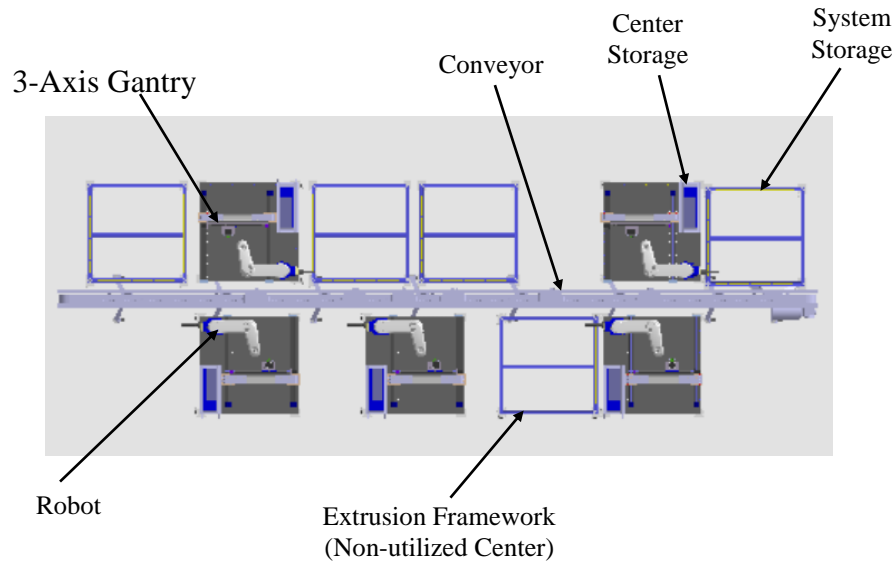 System
Storage
Center
Storage
Conveyor
3-Axis Gantry
Robot
Extrusion Framework
(Non-utilized Center)